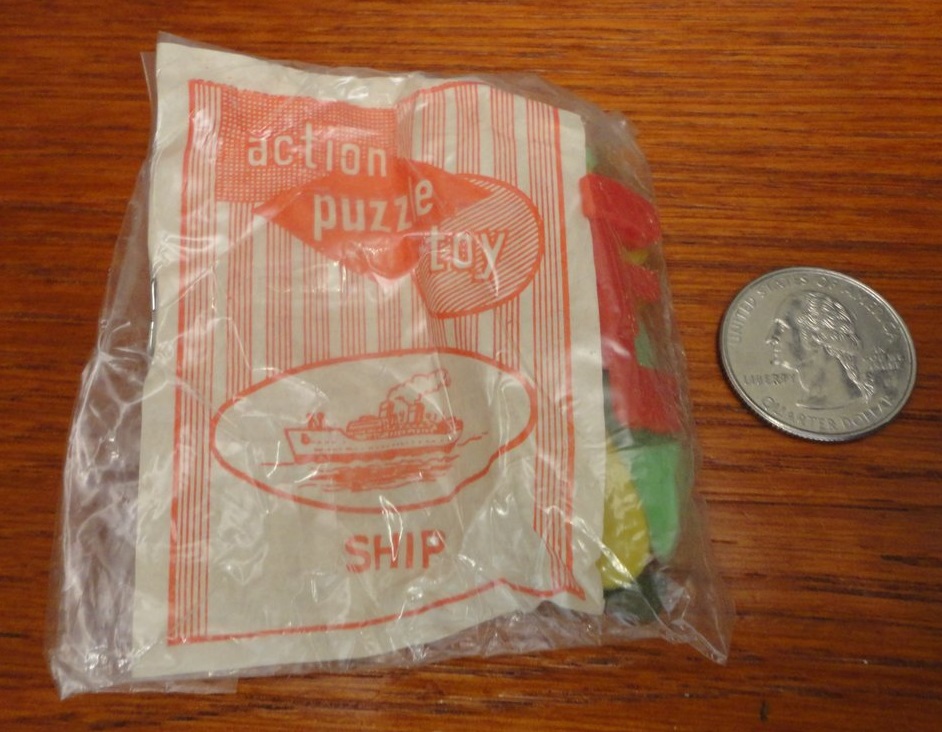 action
puzzle
toy
SHIP
UNITED STATES OF AMERICA
LIBERTY
QUARTER DOLLAR